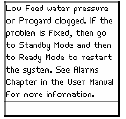 Low Feed water pressure
or Progard clogged. If the
problem is fixed, then go
to Standby Mode and then
to Ready Mode to restart
the system. See Alarms
Chapter in the User Manual
for more information.